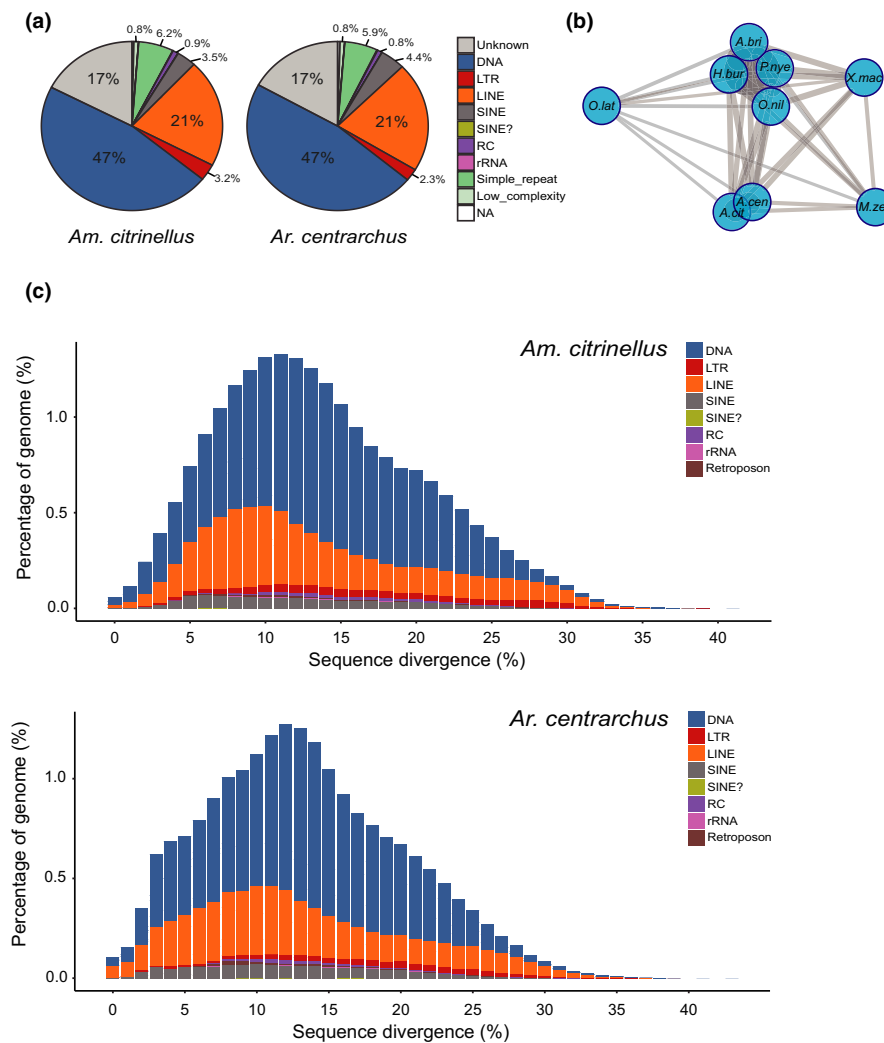 (a)
0.8%
6.2%
0.9%
3.5%
17%
21%
47%
3.2%
Am. citrinellus
0.8%
5.9%
0.8%
4.4%
17%
21%
47%
2.3%
Ar. centrarchus
Unknown
DNA
LTR
LINE
SINE
SINE?
RC
rRNA
Simple_repeat
Low_complexity
NA
(b)
A.bri
P.nye
H.bur
X.mac
O.lat
O.nil
A.cen
A.cit
M.ze
(c)
Am. citrinellus
DNA
LTR
LINE
SINE
SINE?
RC
rRNA
Retroposon
Percentage of genome (%)
1.0
0.5
0.0
0 5 10 15 20 25 30 35 40
Sequence divergence (%)
Ar. centrarchus
DNA
LTR
LINE
SINE
SINE?
RC
rRNA
Retroposon
Percentage of genome (%)
1.0
0.5
0.0
0 5 10 15 20 25 30 35 40
Sequence divergence (%)